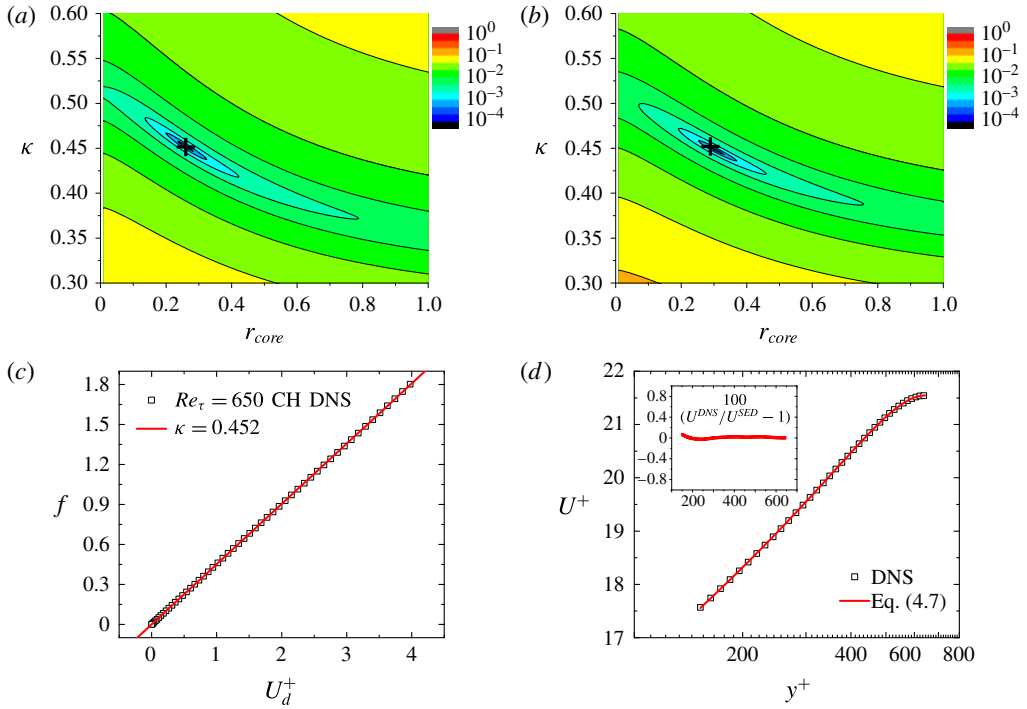 (a)
0.60
0.55
0.50
κ 0.45
0.40
0.35
0.30
0 0.2 0.4 0.6 0.8 1.0
r_core
10^0
10^-1
10^-2
10^-3
10^-4
(b)
0.60
0.55
0.50
κ 0.45
0.40
0.35
0.30
0 0.2 0.4 0.6 0.8 1.0
r_core
10^0
10^-1
10^-2
10^-3
10^-4
(c)
1.8
1.5
1.2
f 0.9
0.6
0.3
0
Re_τ = 650 CH DNS
κ = 0.452
0 1 2 3 4
U_d^+
(d)
22
21
20
U^+
19
18
17
100
(U^DNS/U^SED − 1)
0.8
0.4
0
−0.4
−0.8
200 400 600
DNS
Eq. (4.7)
200 400 600 800
y^+